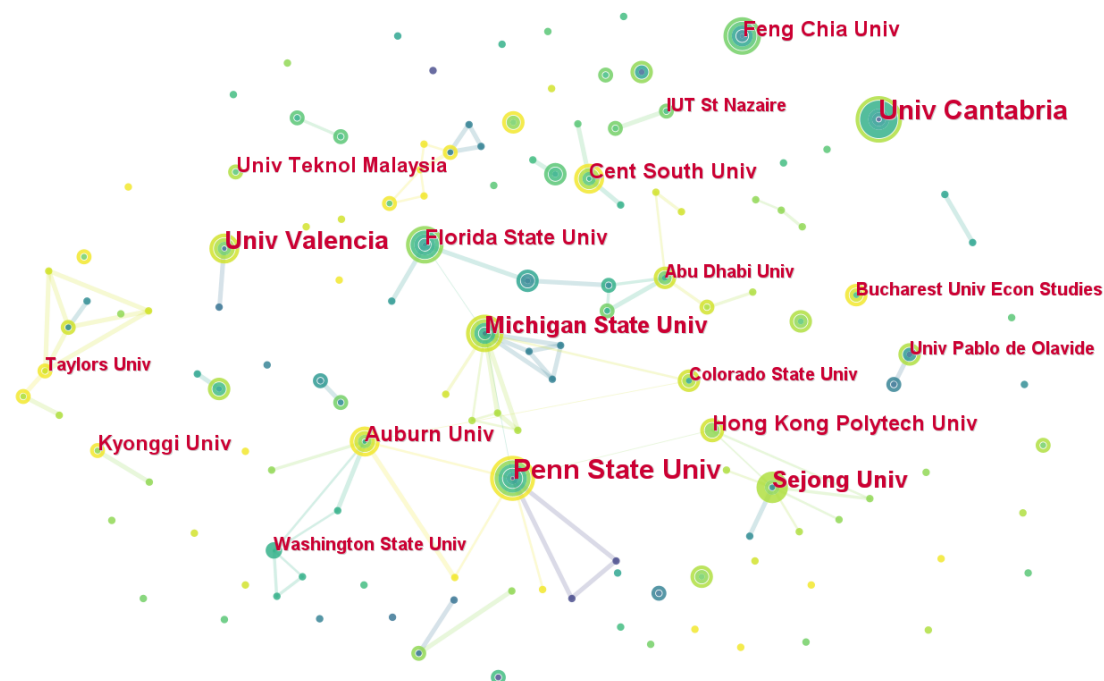 Feng Chia Univ
IUT St Nazaire
Univ Cantabria
Univ Teknol Malaysia
Cent South Univ
Univ Valencia
Florida State Univ
Abu Dhabi Univ
Bucharest Univ Econ Studies
Michigan State Univ
Univ Pablo de Olavide
Taylors Univ
Colorado State Univ
Hong Kong Polytech Univ
Auburn Univ
Kyonggi Univ
Penn State Univ
Sejong Univ
Washington State Univ